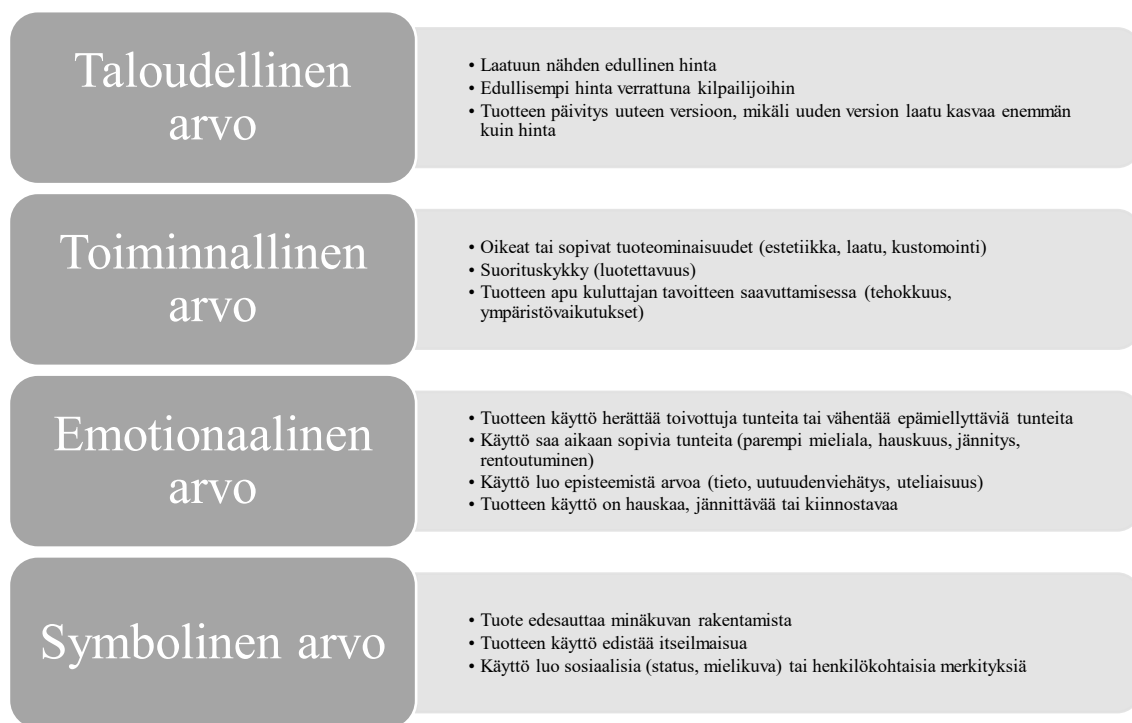 Taloudellinen
arvo
• Laatuun nähden edullinen hinta
• Edullisempi hinta verrattuna kilpailijoihin
• Tuotteen päivitys uuteen versioon, mikäli uuden version laatu kasvaa enemmän
kuin hinta
Toiminnallinen
arvo
• Oikeat tai sopivat tuoteominaisuudet (estetiikka, laatu, kustomointi)
• Suorituskyky (luotettavuus)
• Tuotteen apu kuluttajan tavoitteen saavuttamisessa (tehokkuus,
ympäristövaikutukset)
Emotionaalinen
arvo
• Tuotteen käyttö herättää toivottuja tunteita tai vähentää epämiellyttäviä tunteita
• Käyttö saa aikaan sopivia tunteita (parempi mieliala, hauskuus, jännitys,
rentoutuminen)
• Käyttö luo episteemistä arvoa (tieto, uutuudenviehätys, uteliaisuus)
• Tuotteen käyttö on hauskaa, jännittävää tai kiinnostavaa
Symbolinen arvo
• Tuote edesauttaa minäkuvan rakentamista
• Tuotteen käyttö edistää itseilmaisua
• Käyttö luo sosiaalisia (status, mielikuva) tai henkilökohtaisia merkityksiä